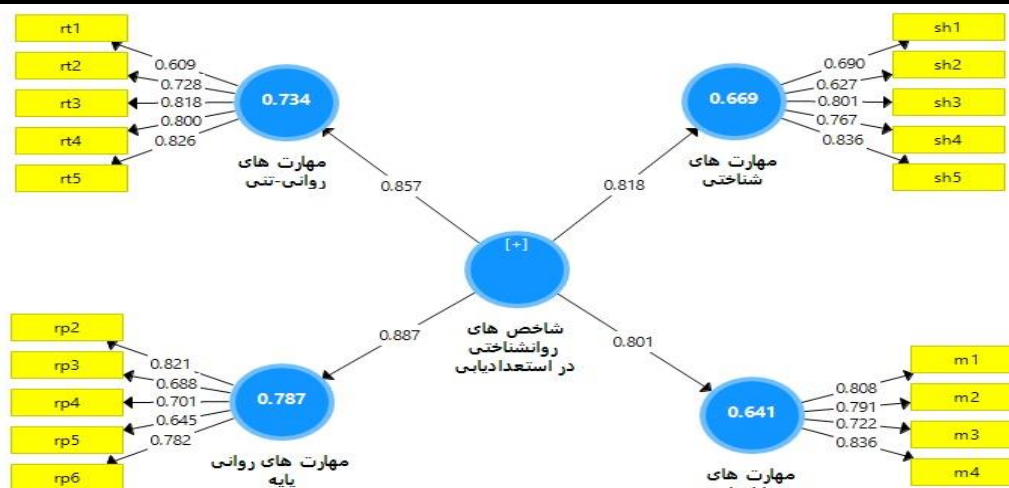 rt1
rt2
rt3
rt4
rt5
0.609
0.728
0.818
0.800
0.826
0.734
مهارت های
روانی-تنی
0.857
sh1
sh2
sh3
sh4
sh5
0.690
0.627
0.801
0.767
0.836
0.669
مهارت های
شناختی
0.818
[+]
شاخص های
روانشناختی
در استعدادیابی
rp2
rp3
rp4
rp5
rp6
0.821
0.688
0.701
0.645
0.782
0.787
مهارت های روانی
پایه
0.887
m1
m2
m3
m4
0.808
0.791
0.722
0.836
0.641
مهارت های
0.801